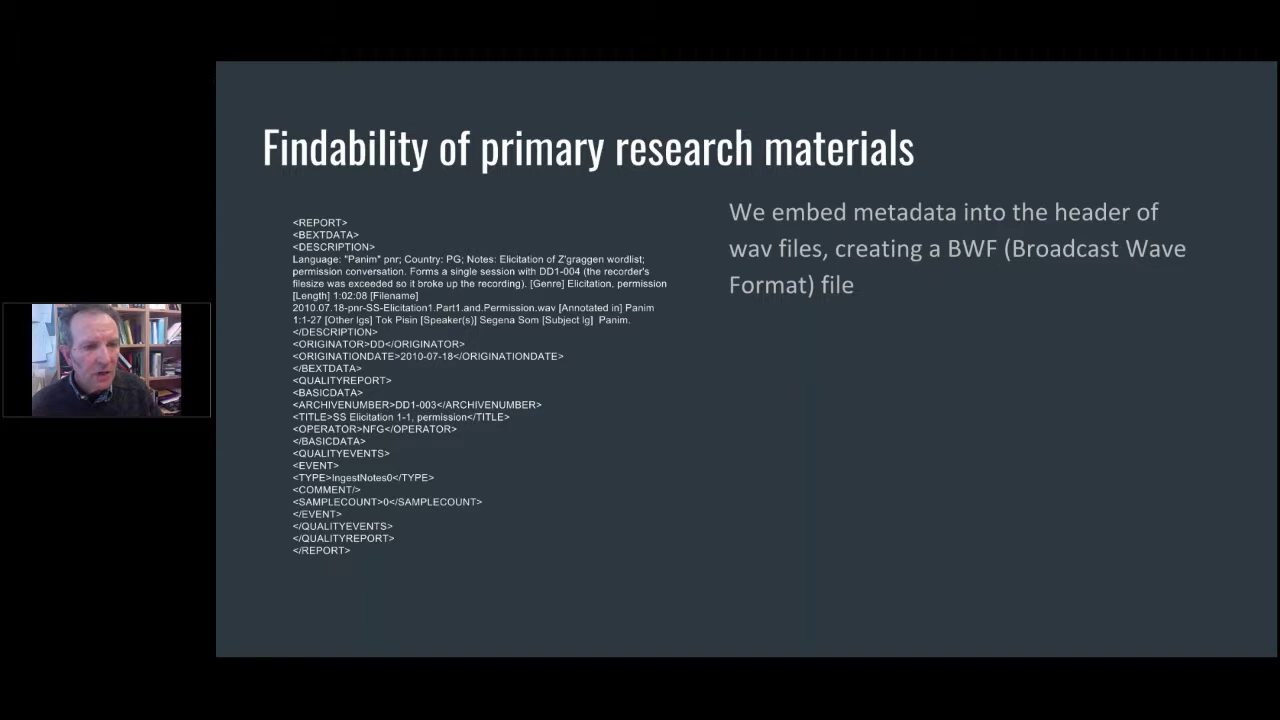 Findability of primary research materials
<REPORT>
<BEXTDATA>
<DESCRIPTION>
Language: "Panim" pnr; Country: PG; Notes: Elicitation of Z'graggen wordlist;
permission conversation. Forms a single session with DD1-004 (the recorder's
filesize was exceeded so it broke up the recording). [Genre] Elicitation, permission
[Length] 1:02:08 [Filename]
2010.07.18-pnr-SS-Elicitation1.Part1.and.Permission.wav [Annotated in] Panim
1:1-27 [Other lgs] Tok Pisin [Speaker(s)] Segena Som [Subject lg]  Panim.
</DESCRIPTION>
<ORIGINATOR>DD</ORIGINATOR>
<ORIGINATIONDATE>2010-07-18</ORIGINATIONDATE>
</BEXTDATA>
<QUALITYREPORT>
<BASICDATA>
<ARCHIVENUMBER>DD1-003</ARCHIVENUMBER>
<TITLE>SS Elicitation 1-1, permission</TITLE>
<OPERATOR>NFG</OPERATOR>
</BASICDATA>
<QUALITYEVENTS>
<EVENT>
<TYPE>IngestNotes0</TYPE>
<COMMENT/>
<SAMPLECOUNT>0</SAMPLECOUNT>
</EVENT>
</QUALITYEVENTS>
</QUALITYREPORT>
</REPORT>
We embed metadata into the header of
wav files, creating a BWF (Broadcast Wave
Format) file